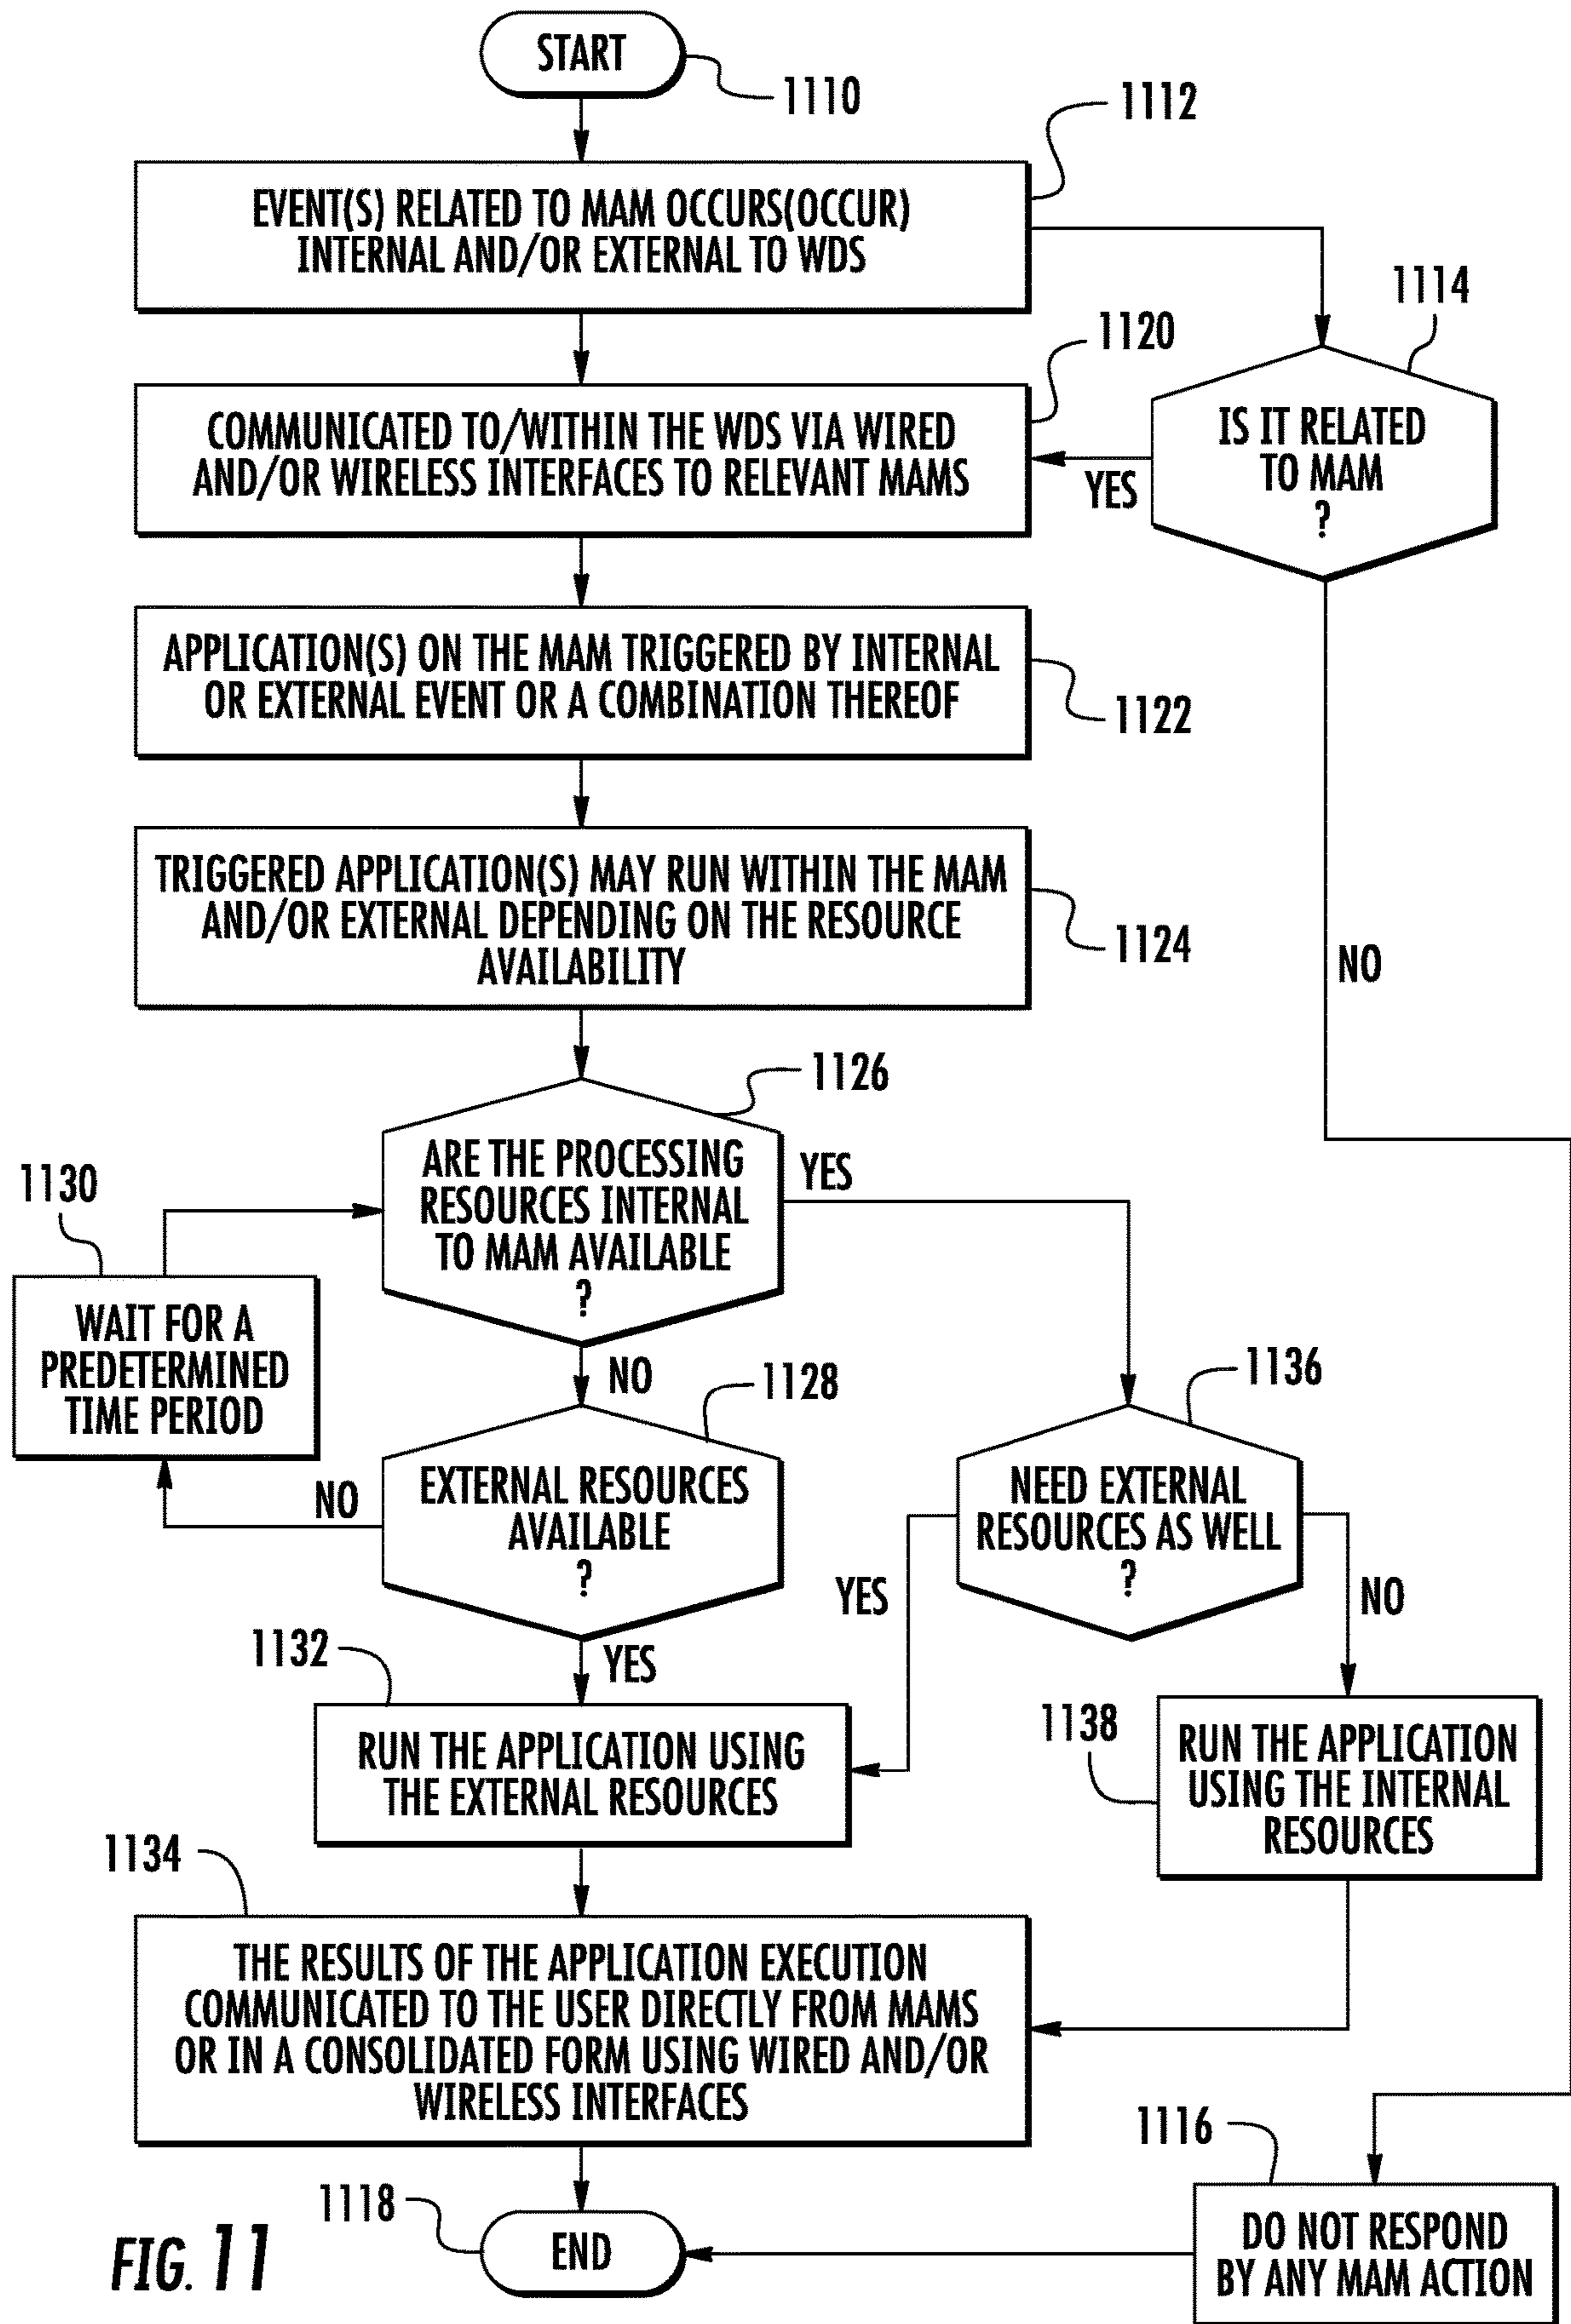 START
1110
1112
EVENT(S) RELATED TO MAM OCCURS(OCCUR)
INTERNAL AND/OR EXTERNAL TO WDS
1114
1120
IS IT RELATED
TO MAM
?
COMMUNICATED TO/WITHIN THE WDS VIA WIRED
AND/OR WIRELESS INTERFACES TO RELEVANT MAMS
YES
APPLICATION(S) ON THE MAM TRIGGERED BY INTERNAL
OR EXTERNAL EVENT OR A COMBINATION THEREOF
1122
TRIGGERED APPLICATION(S) MAY RUN WITHIN THE MAM
AND/OR EXTERNAL DEPENDING ON THE RESOURCE
AVAILABILITY
1124
NO
1126
ARE THE PROCESSING
RESOURCES INTERNAL
TO MAM AVAILABLE
?
YES
1130
WAIT FOR A
PREDETERMINED
TIME PERIOD
NO
1128
1136
EXTERNAL RESOURCES
AVAILABLE
?
NO
NEED EXTERNAL
RESOURCES AS WELL
?
YES
NO
YES
1132
RUN THE APPLICATION USING
THE EXTERNAL RESOURCES
1138
RUN THE APPLICATION
USING THE INTERNAL
RESOURCES
1134
THE RESULTS OF THE APPLICATION EXECUTION
COMMUNICATED TO THE USER DIRECTLY FROM MAMS
OR IN A CONSOLIDATED FORM USING WIRED AND/OR
WIRELESS INTERFACES
1116
DO NOT RESPOND
BY ANY MAM ACTION
1118
END
FIG. 11